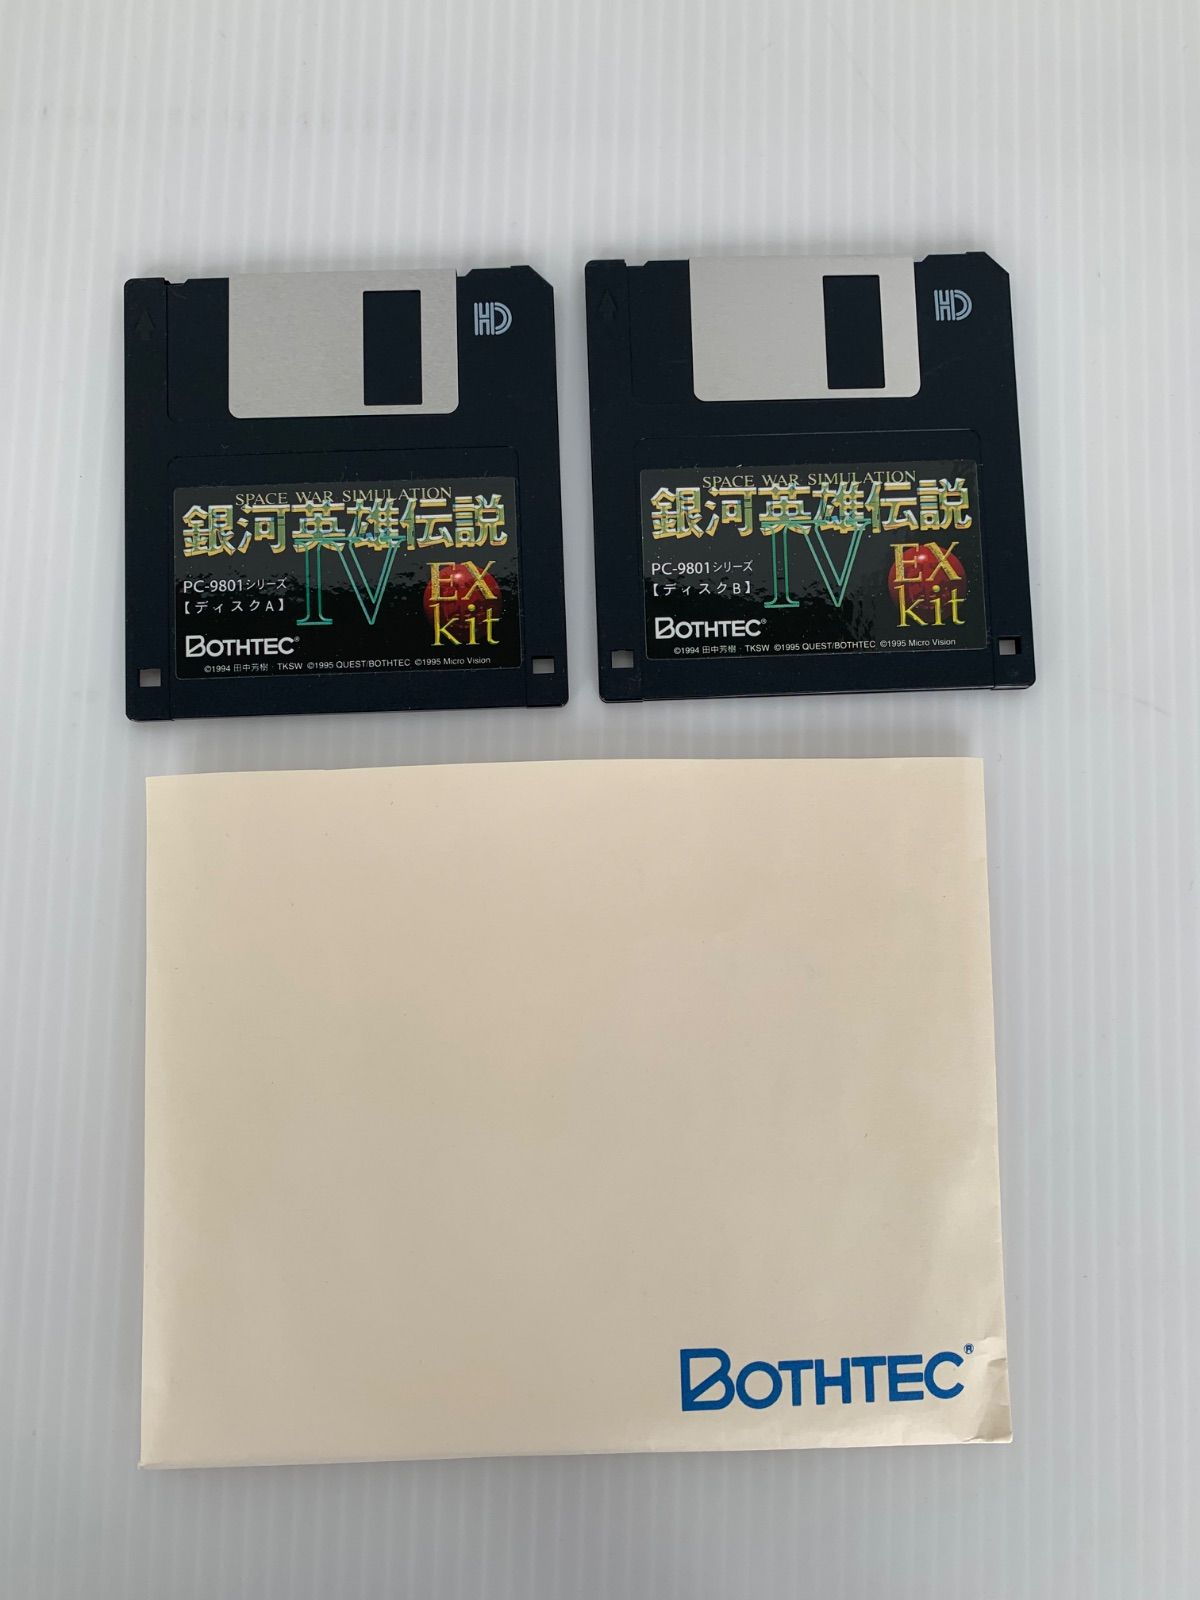 HD
SPACE WAR SIMULATION
銀河英雄伝説
IV
EX
kit
PC-9801シリーズ
【ディスクA】
BOTHTEC®
©1994 田中芳樹・TKSW ©1995 QUEST/BOTHTEC ©1995 Micro Vision
HD
SPACE WAR SIMULATION
銀河英雄伝説
IV
EX
kit
PC-9801シリーズ
【ディスクB】
BOTHTEC®
©1994 田中芳樹・TKSW ©1995 QUEST/BOTHTEC ©1995 Micro Vision
BOTHTEC®